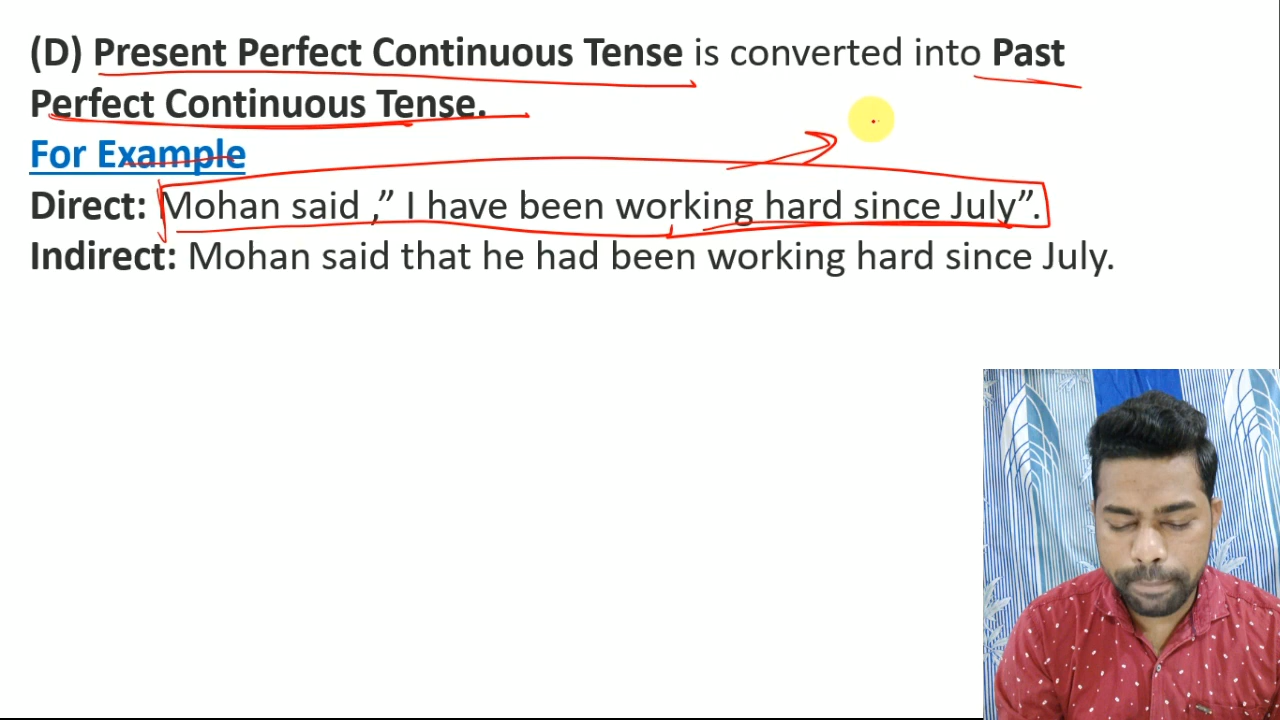 (D) Present Perfect Continuous Tense is converted into Past
Perfect Continuous Tense.
For Example
Direct: Mohan said ,” I have been working hard since July”.
Indirect: Mohan said that he had been working hard since July.